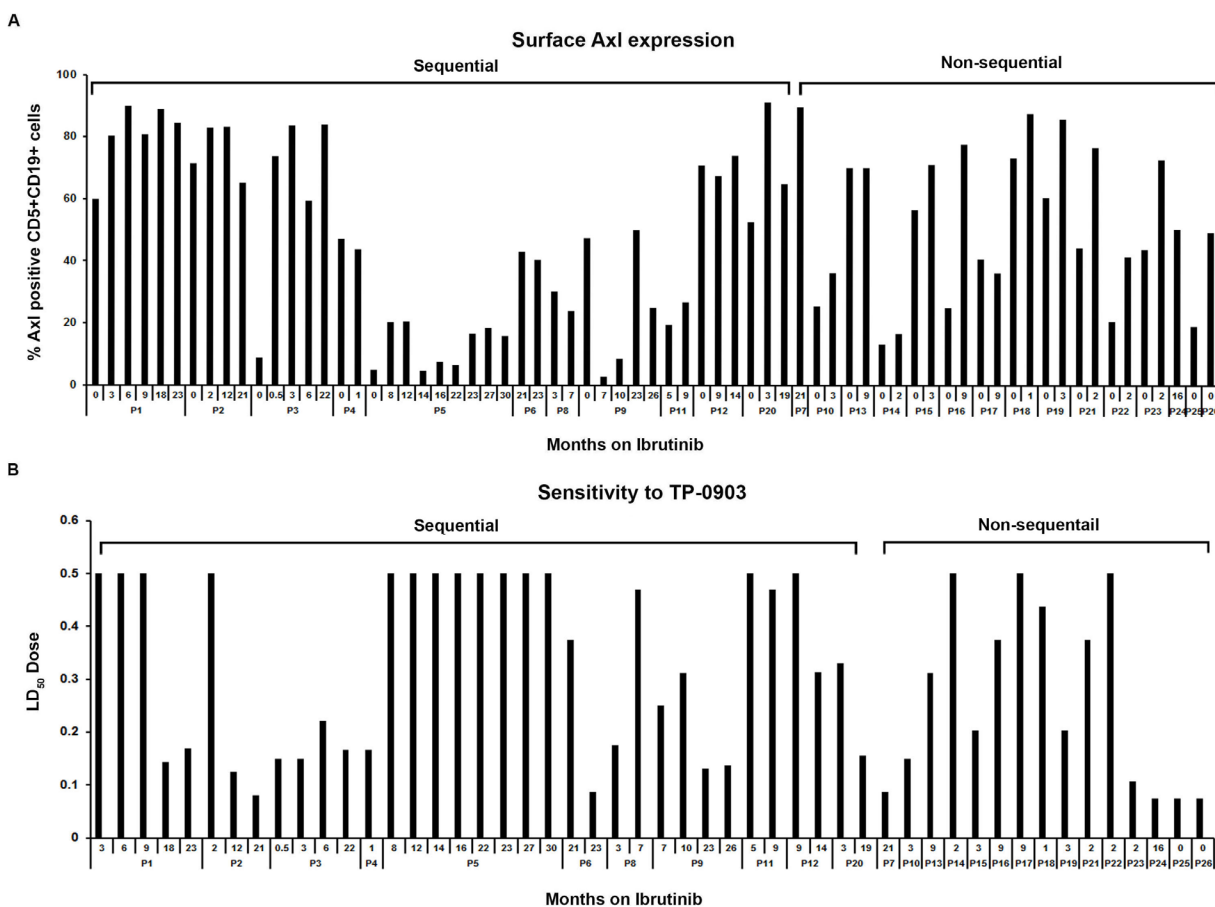 A
Surface Axl expression
Sequential
Non-sequential
% Axl positive CD5+CD19+ cells
100
80
60
40
20
0
0 3 6 9 18 23 0 2 12 21 0 0.5 3 6 22 0 1 0 8 12 14 16 22 23 27 30 21 23 3 7 0 7 10 23 26 5 9 0 9 14 0 3 19 21 0 3 0 9 0 2 0 3 0 9 0 9 0 1 0 3 0 2 0 2 0 2 16 0 0
P1 P2 P3 P4 P5 P6 P8 P9 P11 P12 P20 P7 P10 P13 P14 P15 P16 P17 P18 P19 P21 P22 P23 P24 P25 P26
Months on Ibrutinib
B
Sensitivity to TP-0903
Sequential
Non-sequentail
LD50 Dose
0.6
0.5
0.4
0.3
0.2
0.1
0
3 6 9 18 23 2 12 21 0.5 3 6 22 1 8 12 14 16 22 23 27 30 21 23 3 7 7 10 23 26 5 9 9 14 3 19 21 3 9 2 3 9 9 1 3 2 2 2 16 0 0
P1 P2 P3 P4 P5 P6 P8 P9 P11 P12 P20 P7 P10 P13 P14 P15 P16 P17 P18 P19 P21 P22 P23 P24 P25 P26
Months on Ibrutinib